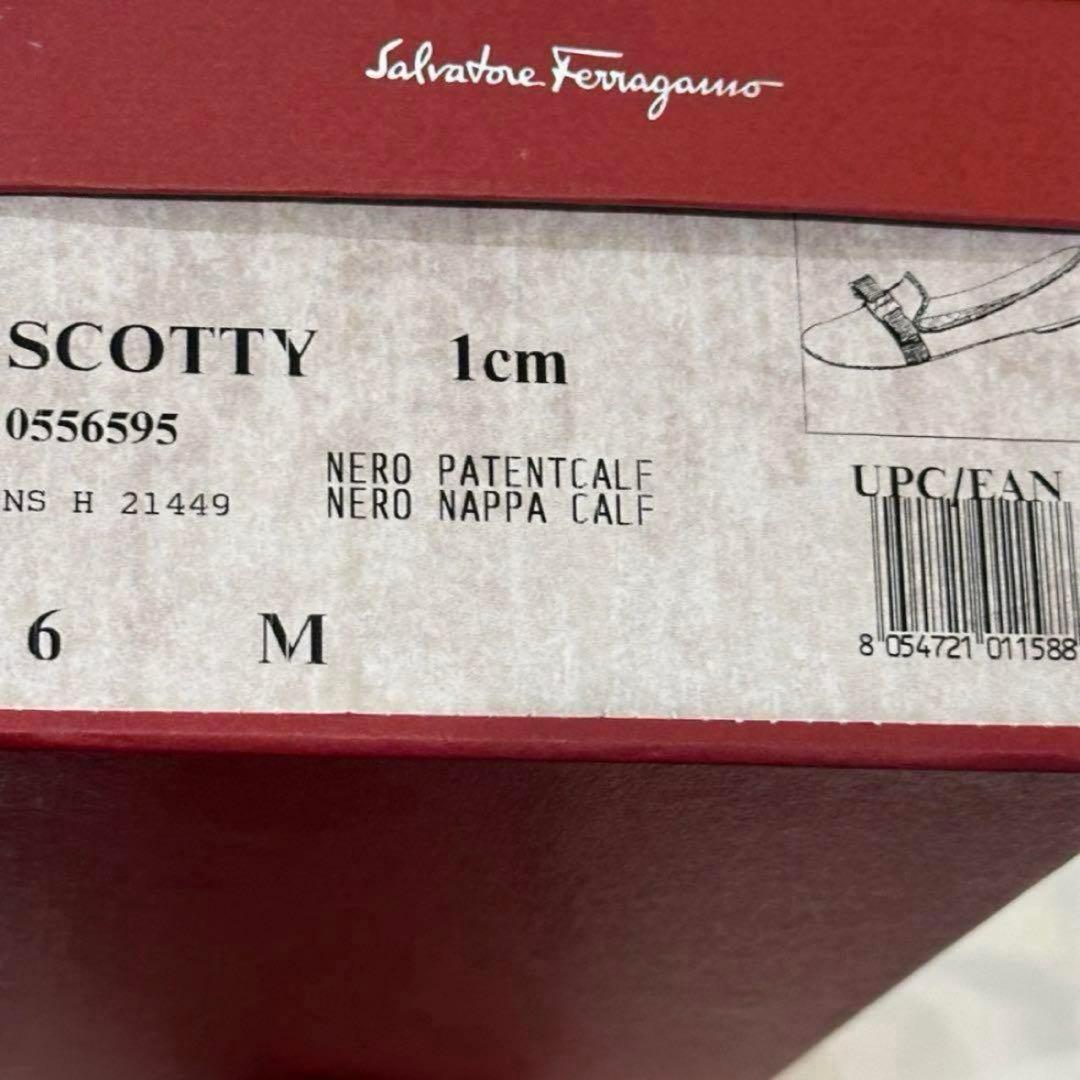 Salvatore Ferragamo
SCOTTY 1cm
0556595
NERO PATENTCALF
NS H 21449 NERO NAPPA CALF
UPC/EAN
6 M
8 054721 011588